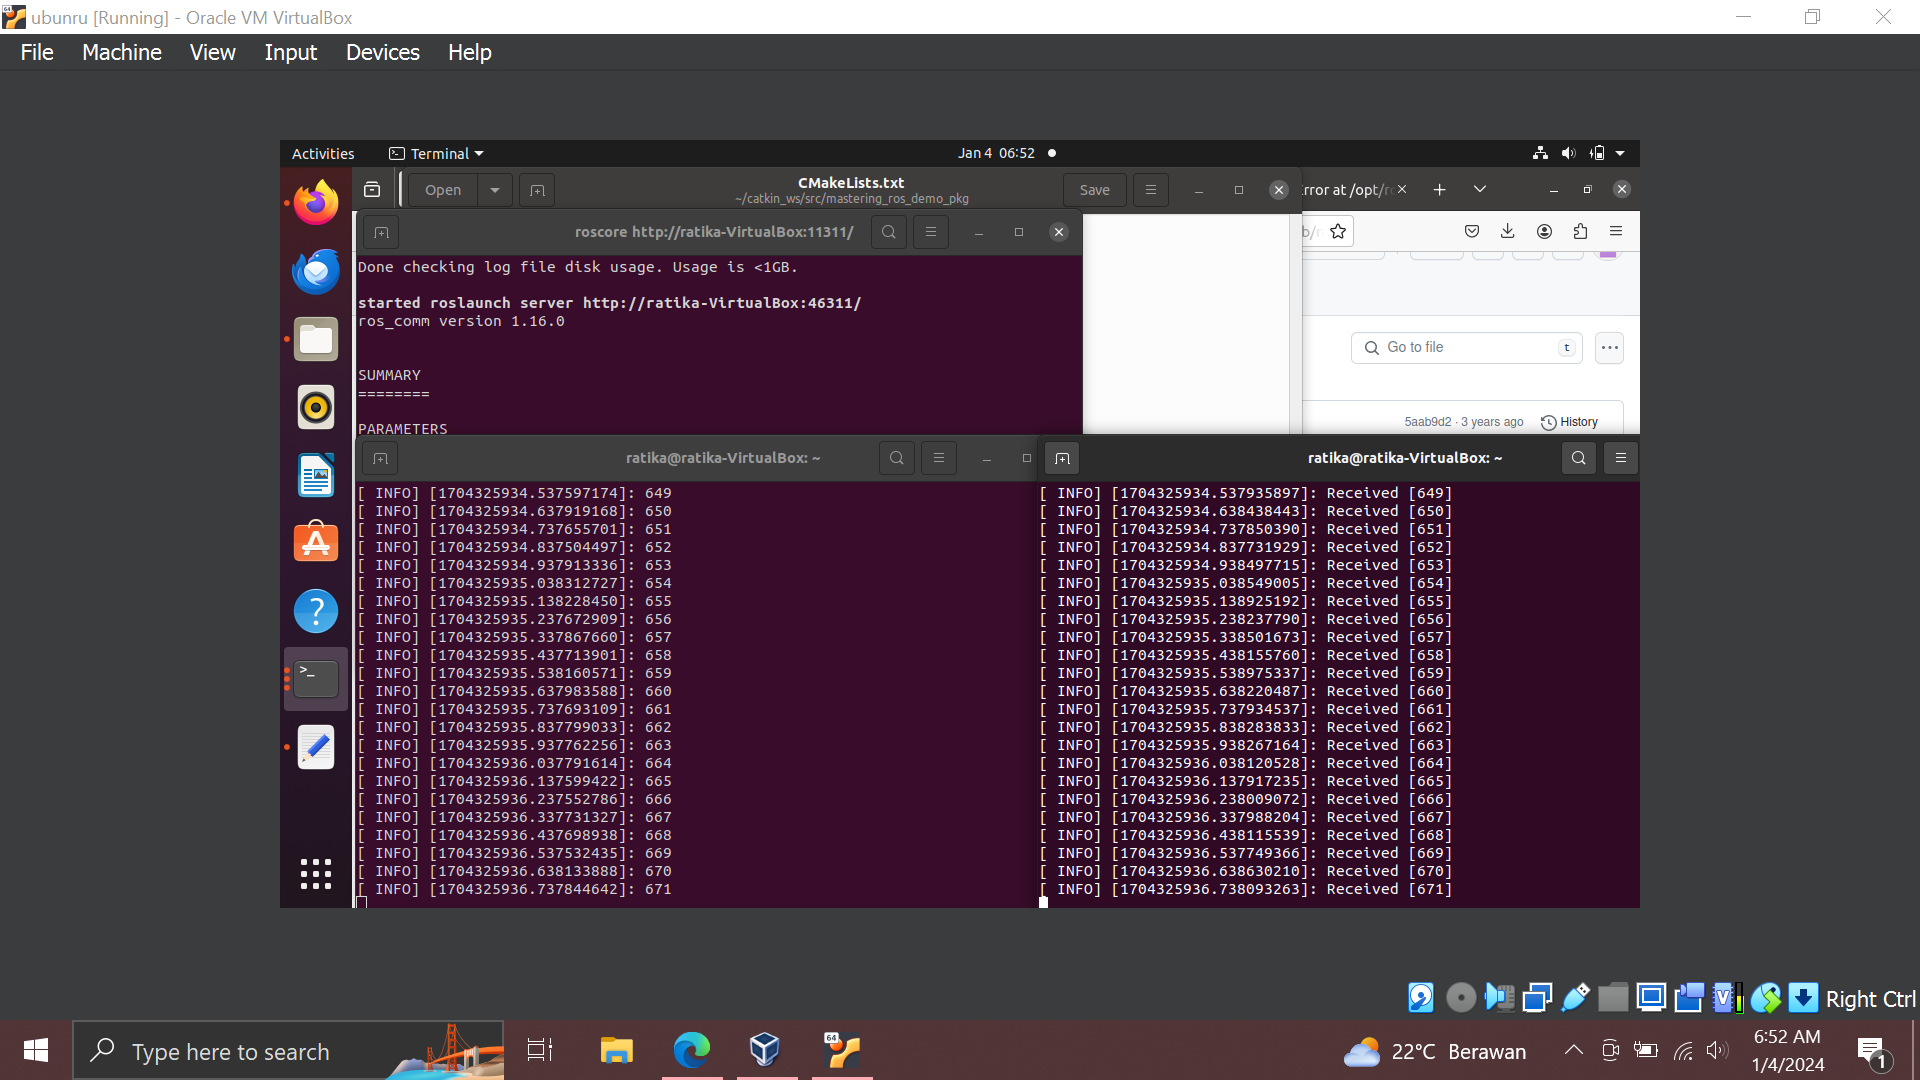 ubunru [Running] - Oracle VM VirtualBox
File Machine View Input Devices Help
Activities Terminal Jan 4 06:52
Open CMakeLists.txt Save
~/catkin_ws/src/mastering_ros_demo_pkg
rror at /opt/r
roscore http://ratika-VirtualBox:11311/
Done checking log file disk usage. Usage is <1GB.
started roslaunch server http://ratika-VirtualBox:46311/
ros_comm version 1.16.0
SUMMARY
========
PARAMETERS
Go to file t
5aab9d2 · 3 years ago History
ratika@ratika-VirtualBox: ~
[ INFO] [1704325934.537597174]: 649
[ INFO] [1704325934.637919168]: 650
[ INFO] [1704325934.737655701]: 651
[ INFO] [1704325934.837504497]: 652
[ INFO] [1704325934.937913336]: 653
[ INFO] [1704325935.038312727]: 654
[ INFO] [1704325935.138228450]: 655
[ INFO] [1704325935.237672909]: 656
[ INFO] [1704325935.337867660]: 657
[ INFO] [1704325935.437713901]: 658
[ INFO] [1704325935.538160571]: 659
[ INFO] [1704325935.637983588]: 660
[ INFO] [1704325935.737693109]: 661
[ INFO] [1704325935.837799033]: 662
[ INFO] [1704325935.937762256]: 663
[ INFO] [1704325936.037791614]: 664
[ INFO] [1704325936.137599422]: 665
[ INFO] [1704325936.237552786]: 666
[ INFO] [1704325936.337731327]: 667
[ INFO] [1704325936.437698938]: 668
[ INFO] [1704325936.537532435]: 669
[ INFO] [1704325936.638133888]: 670
[ INFO] [1704325936.737844642]: 671
ratika@ratika-VirtualBox: ~
[ INFO] [1704325934.537935897]: Received [649]
[ INFO] [1704325934.638438443]: Received [650]
[ INFO] [1704325934.737850390]: Received [651]
[ INFO] [1704325934.837731929]: Received [652]
[ INFO] [1704325934.938497715]: Received [653]
[ INFO] [1704325935.038549005]: Received [654]
[ INFO] [1704325935.138925192]: Received [655]
[ INFO] [1704325935.238237790]: Received [656]
[ INFO] [1704325935.338501673]: Received [657]
[ INFO] [1704325935.438155760]: Received [658]
[ INFO] [1704325935.538975337]: Received [659]
[ INFO] [1704325935.638220487]: Received [660]
[ INFO] [1704325935.737934537]: Received [661]
[ INFO] [1704325935.838283833]: Received [662]
[ INFO] [1704325935.938267164]: Received [663]
[ INFO] [1704325936.038120528]: Received [664]
[ INFO] [1704325936.137917235]: Received [665]
[ INFO] [1704325936.238009072]: Received [666]
[ INFO] [1704325936.337988204]: Received [667]
[ INFO] [1704325936.438115539]: Received [668]
[ INFO] [1704325936.537749366]: Received [669]
[ INFO] [1704325936.638630210]: Received [670]
[ INFO] [1704325936.738093263]: Received [671]
Right Ctrl
Type here to search
64
22°C Berawan
6:52 AM
1/4/2024
1